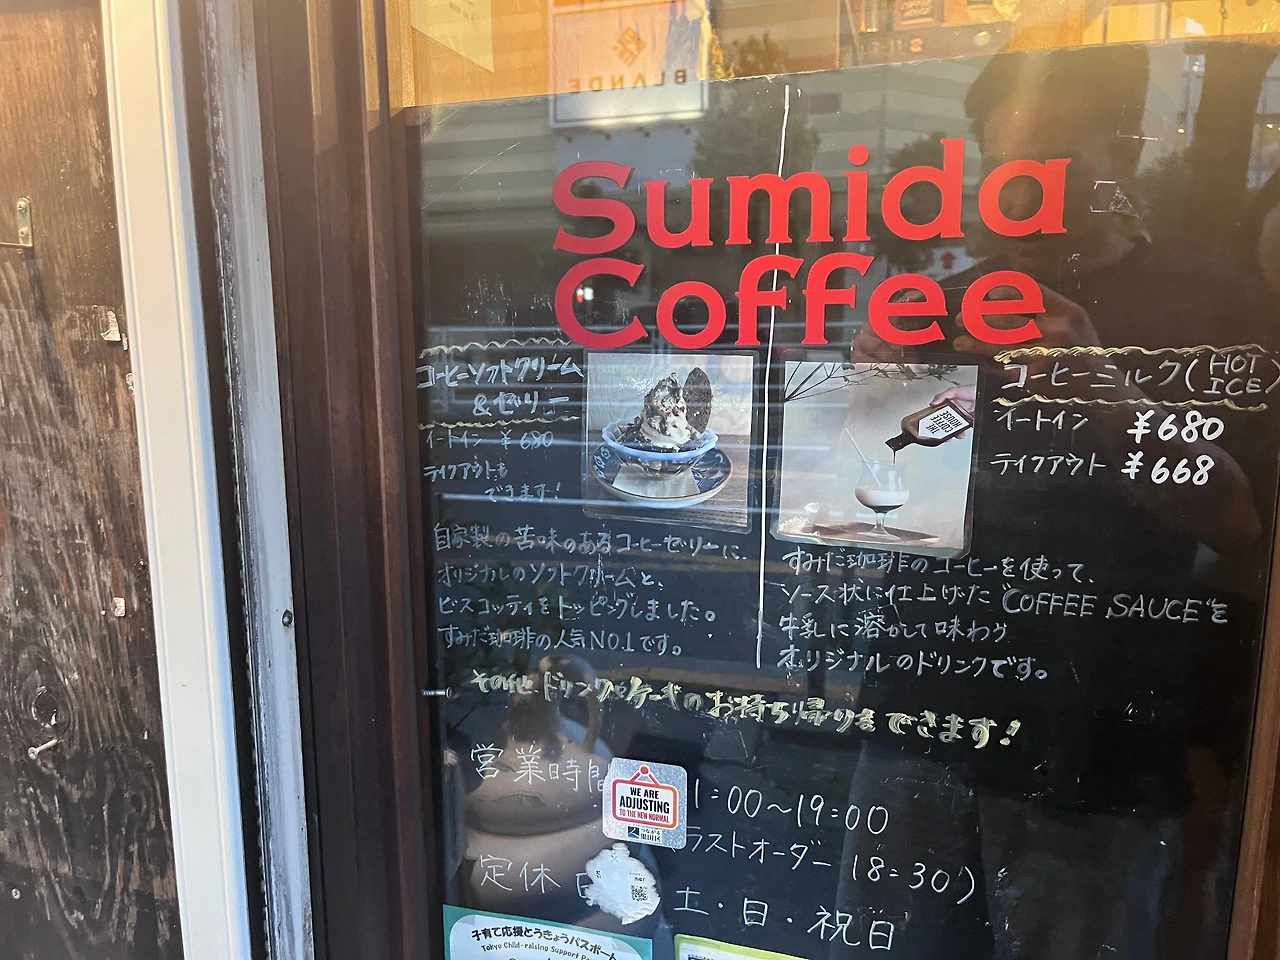 BLANDE
Sumida
Coffee
コーヒーソフトクリーム
&ゼリー
イートイン ¥680
テイクアウトも
できます!
自家製の苦味のあるコーヒーゼリーに、
オリジナルのソフトクリームと、
ビスコッティをトッピングしました。
すみだ珈琲の人気NO.1です。
THE
COFFEE
HOUSE
コーヒーミルク(HOT
ICE)
イートイン ¥680
テイクアウト ¥668
すみだ珈琲のコーヒーを使って、
ソース状に仕上げた"COFFEE SAUCE"を
牛乳に溶かして味わう
オリジナルのドリンクです。
その他ドリンクやケーキのお持ち帰りもできます!
営業時間
1:00〜19:00
ラストオーダー 18:30)
WE ARE
ADJUSTING
TO THE NEW NORMAL
つながる
墨田区
定休日
土・日・祝日
子育て応援とうきょうパスポート
Tokyo Child-raising Support